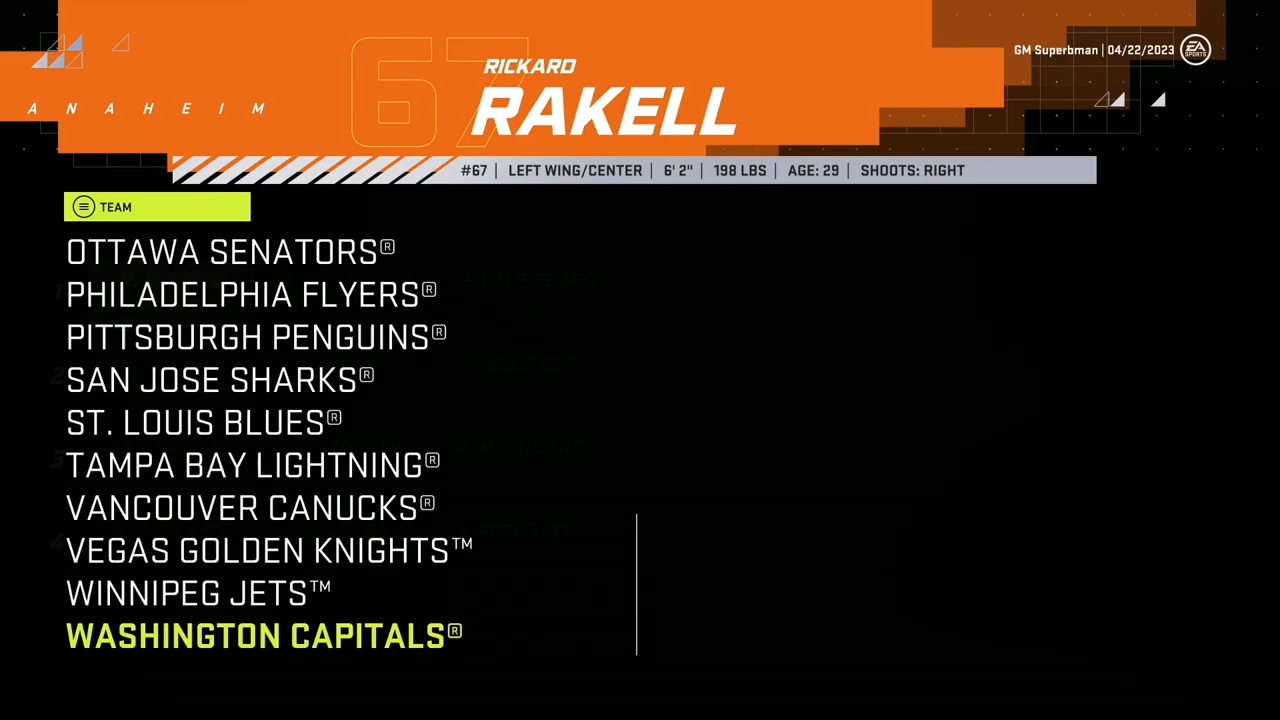 67
RICKARD
RAKELL
GM Superbman | 04/22/2023
EA SPORTS
ANAHEIM
#67 | LEFT WING/CENTER | 6' 2" | 198 LBS | AGE: 29 | SHOOTS: RIGHT
TEAM
OTTAWA SENATORS®
PHILADELPHIA FLYERS®
PITTSBURGH PENGUINS®
SAN JOSE SHARKS®
ST. LOUIS BLUES®
TAMPA BAY LIGHTNING®
VANCOUVER CANUCKS®
VEGAS GOLDEN KNIGHTS™
WINNIPEG JETS™
WASHINGTON CAPITALS®